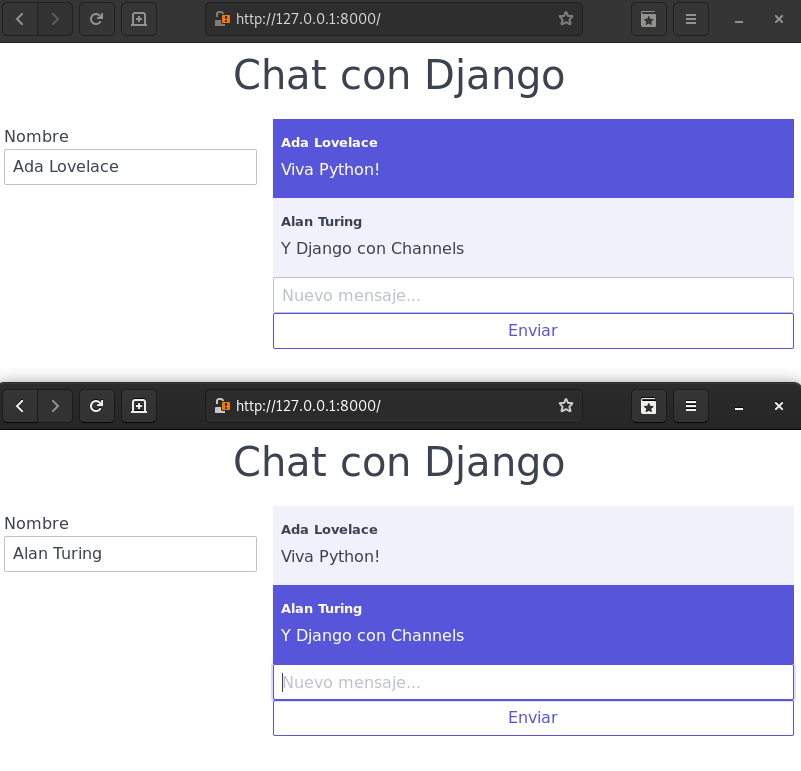 http://127.0.0.1:8000/
Chat con Django
Nombre
Ada Lovelace
Ada Lovelace
Viva Python!
Alan Turing
Y Django con Channels
Nuevo mensaje...
Enviar
http://127.0.0.1:8000/
Chat con Django
Nombre
Alan Turing
Ada Lovelace
Viva Python!
Alan Turing
Y Django con Channels
Nuevo mensaje...
Enviar